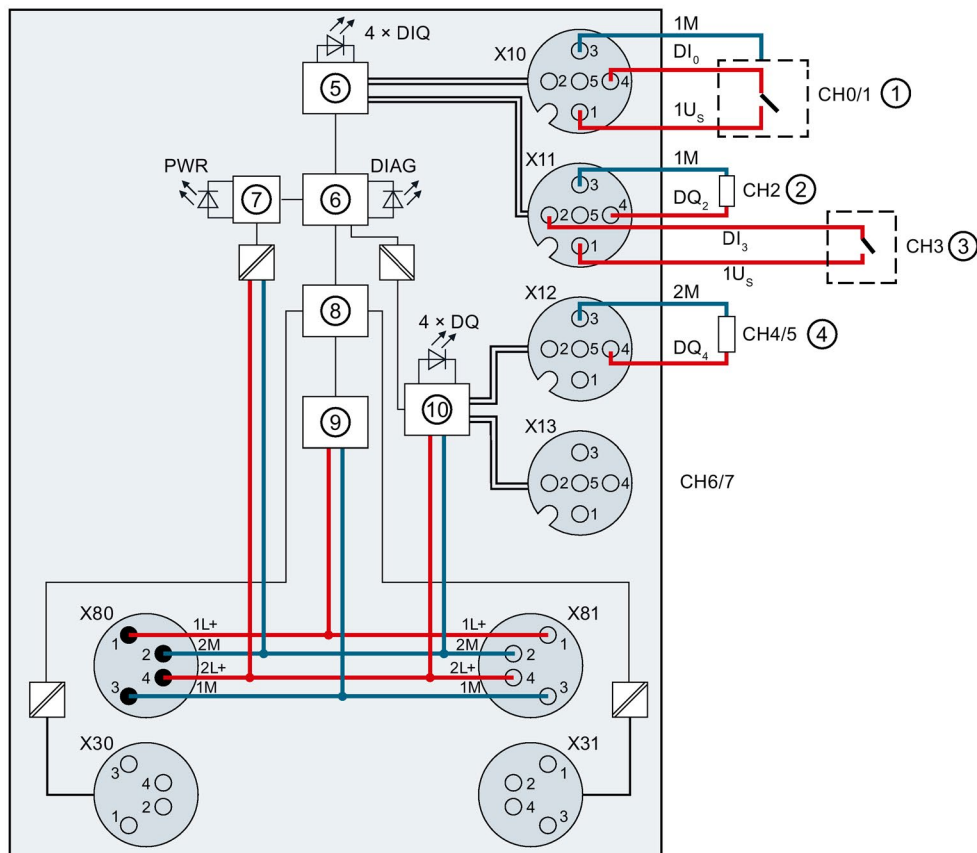 4 × DIQ
5
X10
3
2
5
4
1
1M
DI0
1US
CH0/1 1
PWR
7
6
DIAG
X11
3
2
5
4
1
1M
DQ2
CH2 2
DI3
1US
CH3 3
8
4 × DQ
X12
3
2
5
4
1
2M
DQ4
CH4/5 4
9
10
X13
3
2
5
4
1
CH6/7
X80
1
2
4
3
1L+
2M
2L+
1M
1L+
2M
2L+
1M
X81
1
2
4
3
X30
3
4
2
1
X31
1
2
4
3